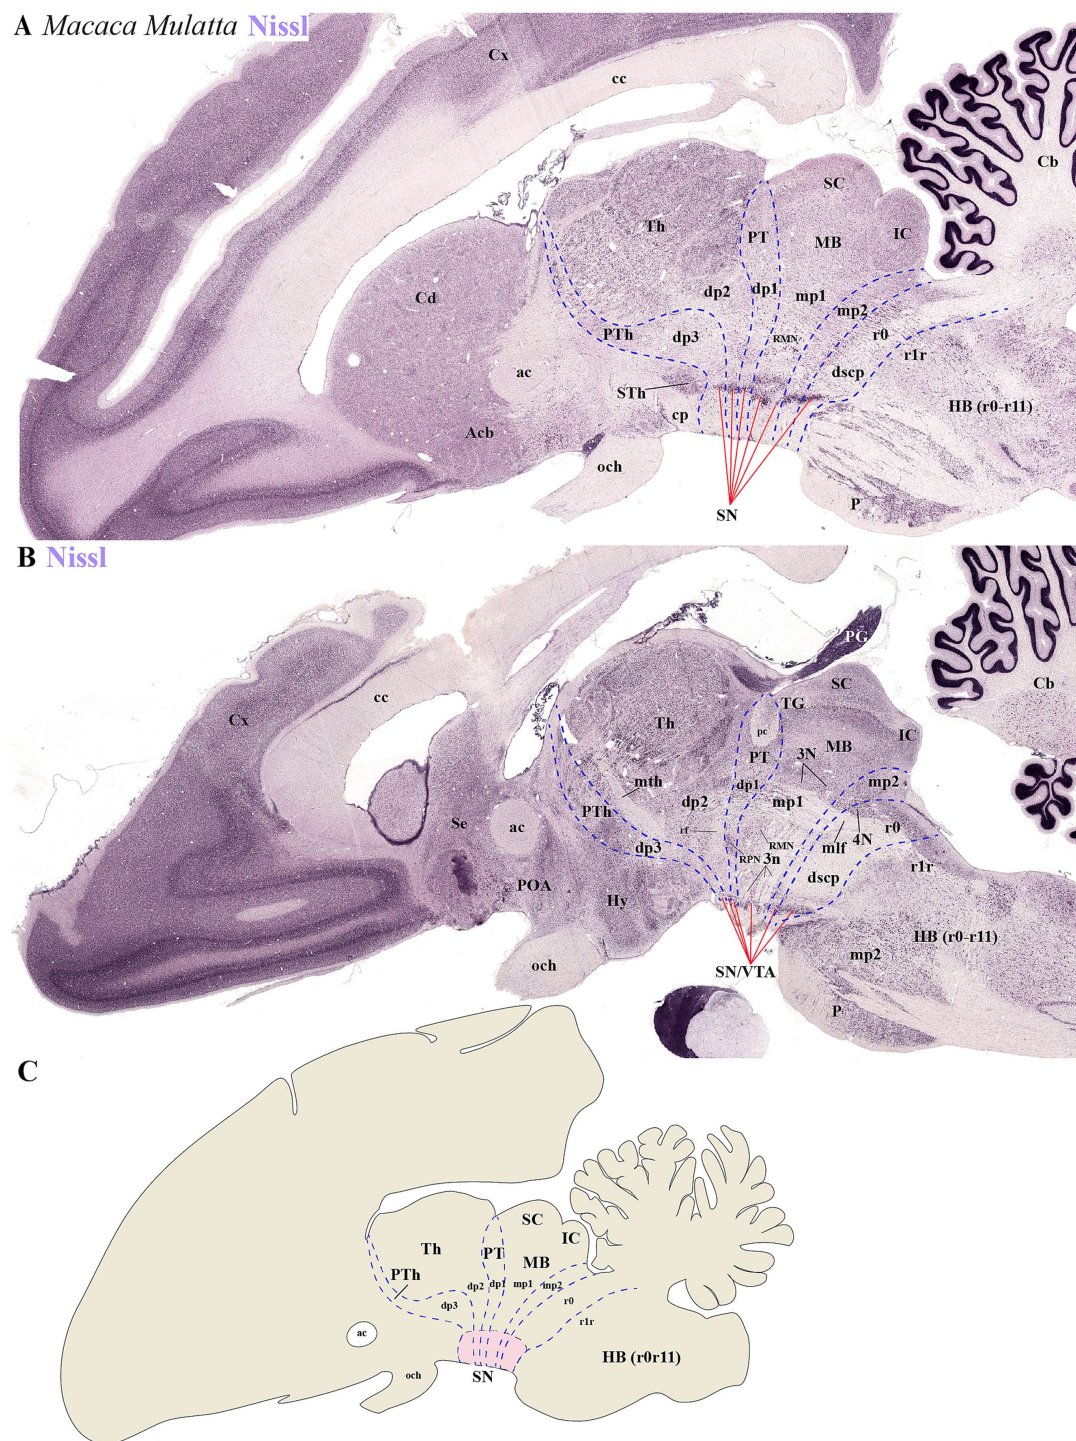 A Macaca Mulatta Nissl
Cx
cc
Cb
SC
Th
PT
MB
IC
Cd
dp2
dp1
mp1
mp2
PTh
dp3
RMN
r0
r1r
ac
STh
dscp
HB (r0-r11)
cp
Acb
och
P
SN
B Nissl
PG
cc
SC
Cb
Cx
Th
TG
pc
3N
MB
IC
PT
mth
dp1
mp2
PTh
dp2
mp1
Se
ac
rf
RMN
mlf
4N
r0
dp3
RPN
3n
r1r
POA
dscp
Hy
HB (r0-r11)
mp2
och
SN/VTA
P
C
SC
Th
PT
IC
MB
PTh
dp2
dp1
mp1
mp2
dp3
r0
r1r
ac
HB (r0r11)
och
SN